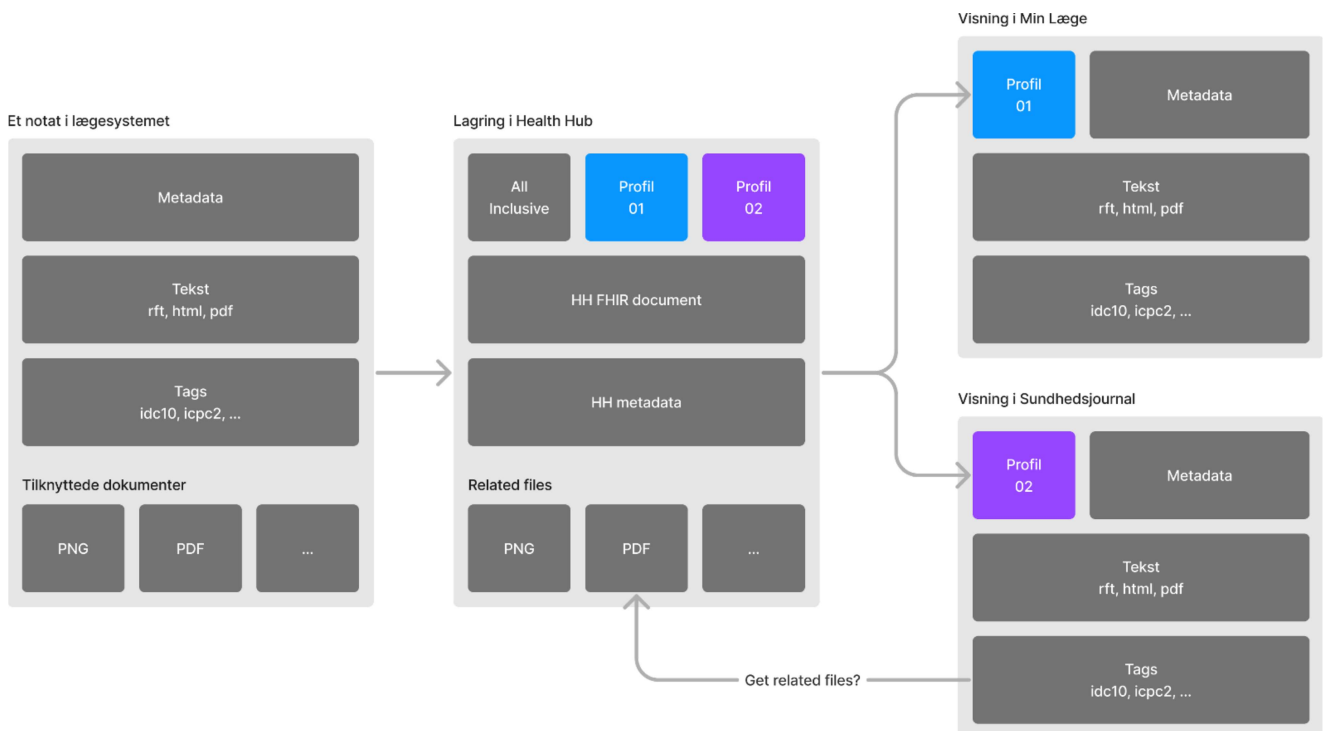 Et notat i lægesystemet
Metadata
Tekst
rft, html, pdf
Tags
idc10, icpc2, ...
Tilknyttede dokumenter
PNG
PDF
...
Lagring i Health Hub
All
Inclusive
Profil
01
Profil
02
HH FHIR document
HH metadata
Related files
PNG
PDF
...
Get related files?
Visning i Min Læge
Profil
01
Metadata
Tekst
rft, html, pdf
Tags
idc10, icpc2, ...
Visning i Sundhedsjournal
Profil
02
Metadata
Tekst
rft, html, pdf
Tags
idc10, icpc2, ...